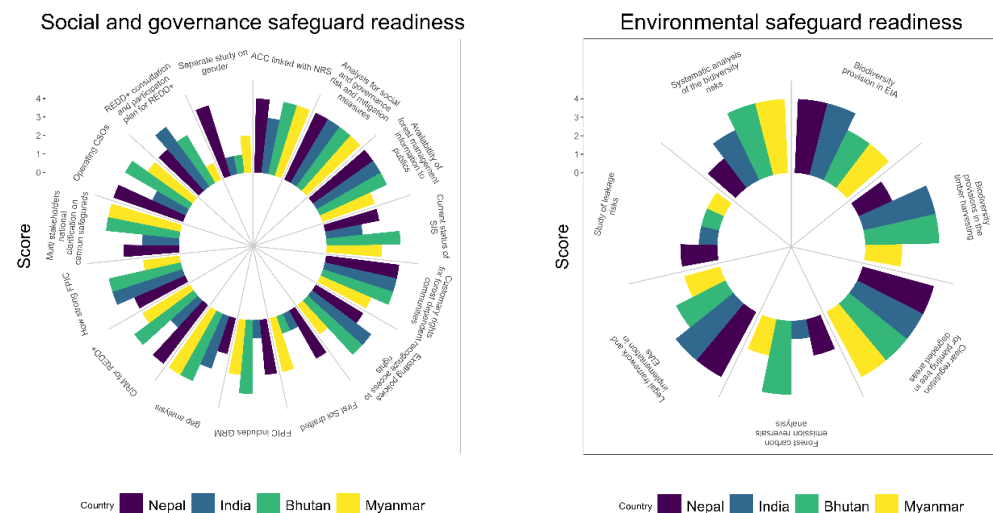 Social and governance safeguard readiness
Separate study on
gender
ACC linked with NRS
Analysis for social
and governance
risk and mitigation
measures
Availability of
forest management
information to
publics
Current status of
SIS
Customary rights
for forest dependent
communities
Existing policies
recognize access to
rights
First SoI drafted
FPIC includes GRM
gap analysis
GRM for REDD+
How strong FPIC
Multi stakeholders
national
clarification on
cancun safeguards
Operating CSOs
REDD+ consultation
and participation
plan for REDD+
4
3
2
1
0
Score
Country
Nepal
India
Bhutan
Myanmar
Environmental safeguard readiness
Systematic analysis
of the bidiversity
risks
Biodiversity
provision in EIA
Biodiversity
provisions in the
timber harvesting
Clear regulation
for planting tree in
degraded areas
Forest carbon
emission reversals
analysis
Legal framework and
implementation in
EIAs
Study of leakage
risks
4
3
2
1
0
Score
Country
Nepal
India
Bhutan
Myanmar